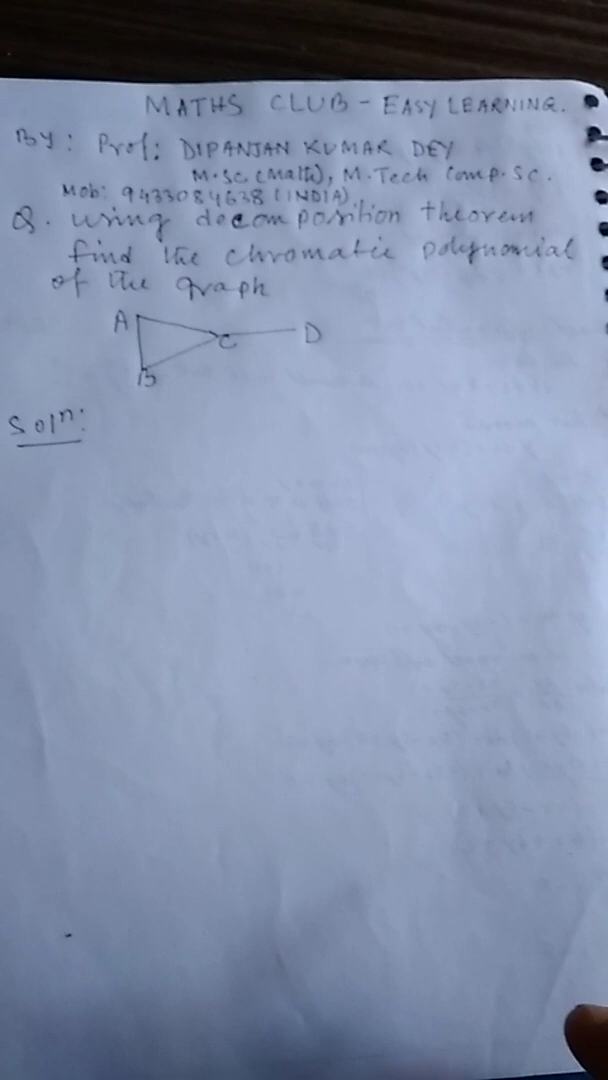 MATHS CLUB - EASY LEARNING.
By: Prof: DIPANJAN KUMAR DEY
M.Sc (Math), M.Tech Comp.Sc.
Mob: 9433084638 (INDIA).
Q. using decomposition theorem
find the chromatic polynomial
of the graph
A
C
D
B
Soln: